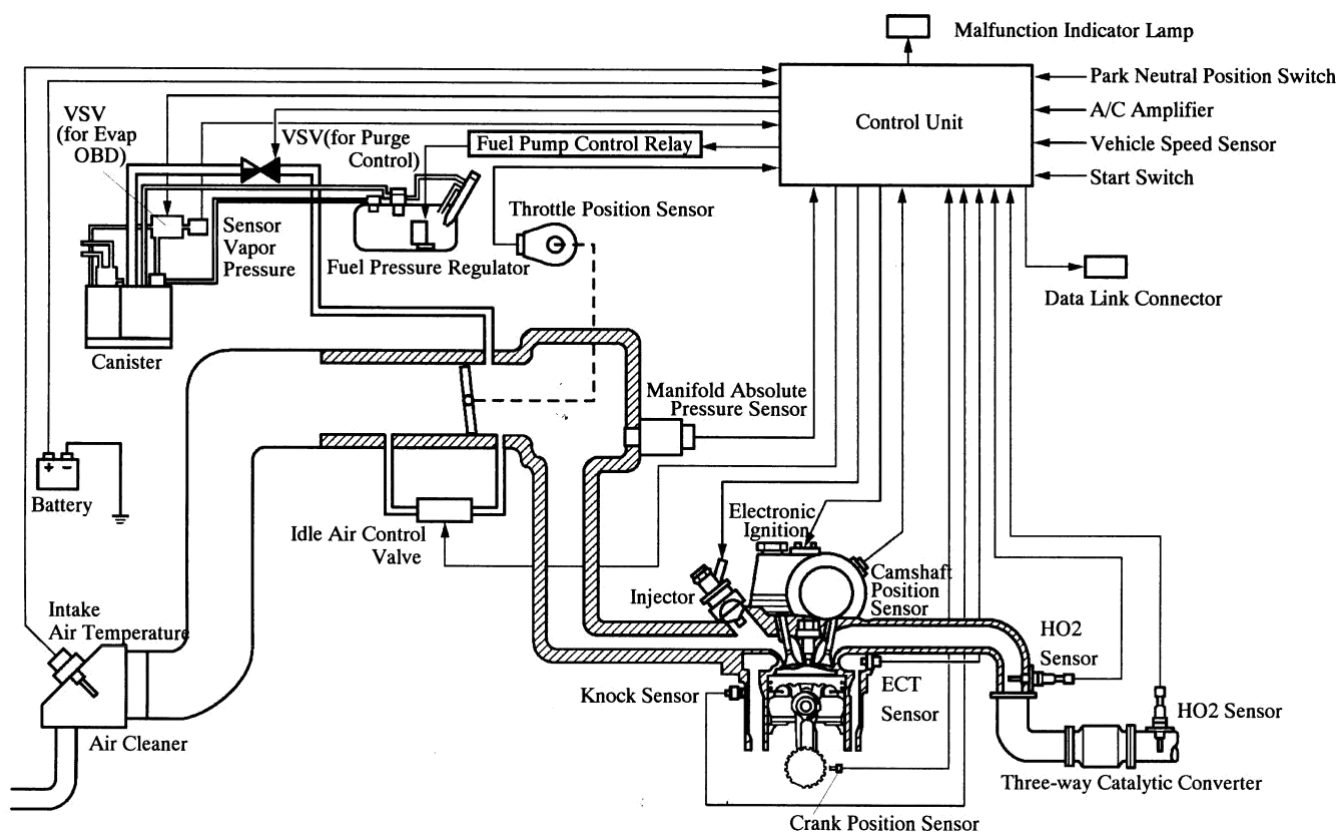 Malfunction Indicator Lamp
Control Unit
Park Neutral Position Switch
A/C Amplifier
Vehicle Speed Sensor
Start Switch
VSV
(for Evap
OBD)
VSV(for Purge
Control)
Fuel Pump Control Relay
Sensor
Vapor
Pressure
Throttle Position Sensor
Fuel Pressure Regulator
Data Link Connector
Canister
Manifold Absolute
Pressure Sensor
+ −
Battery
Idle Air Control
Valve
Electronic
Ignition
Camshaft
Position
Sensor
Injector
Intake
Air Temperature
HO2
Sensor
Knock Sensor
ECT
Sensor
HO2 Sensor
Air Cleaner
Three-way Catalytic Converter
Crank Position Sensor